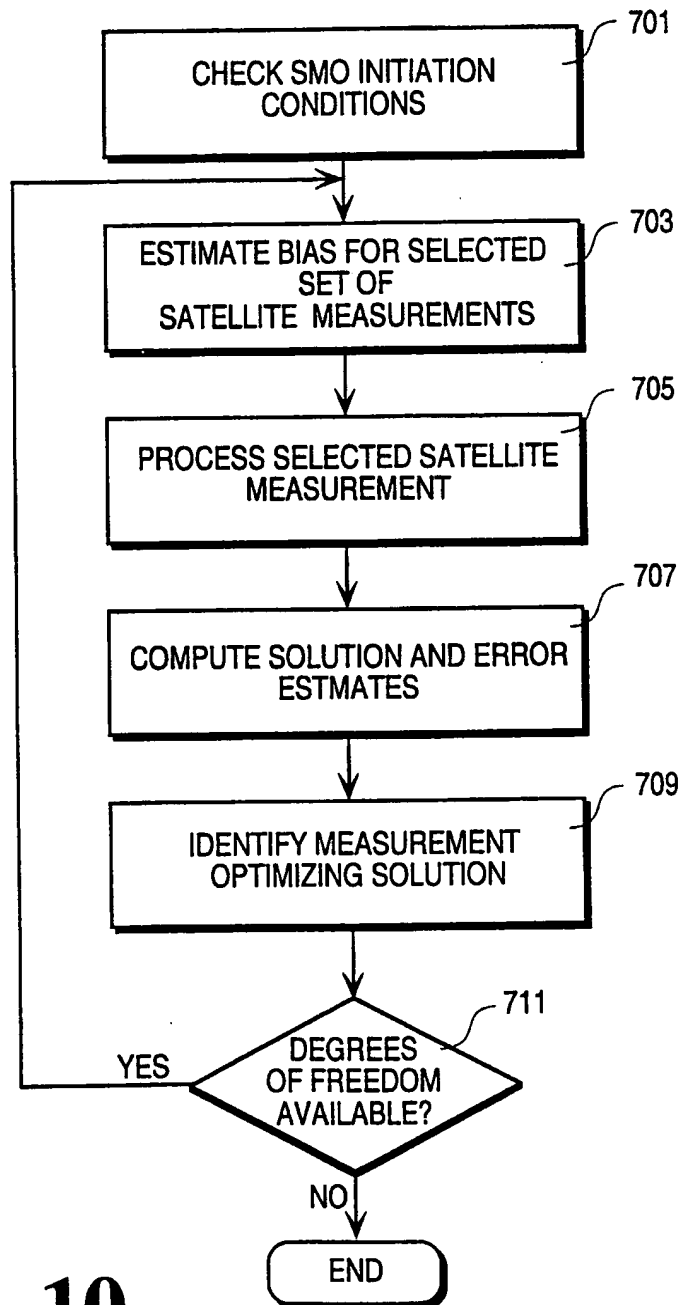 701
CHECK SMO INITIATION
CONDITIONS
703
ESTIMATE BIAS FOR SELECTED
SET OF
SATELLITE MEASUREMENTS
705
PROCESS SELECTED SATELLITE
MEASUREMENT
707
COMPUTE SOLUTION AND ERROR
ESTMATES
709
IDENTIFY MEASUREMENT
OPTIMIZING SOLUTION
711
DEGREES
OF FREEDOM
AVAILABLE?
YES
NO
END
10